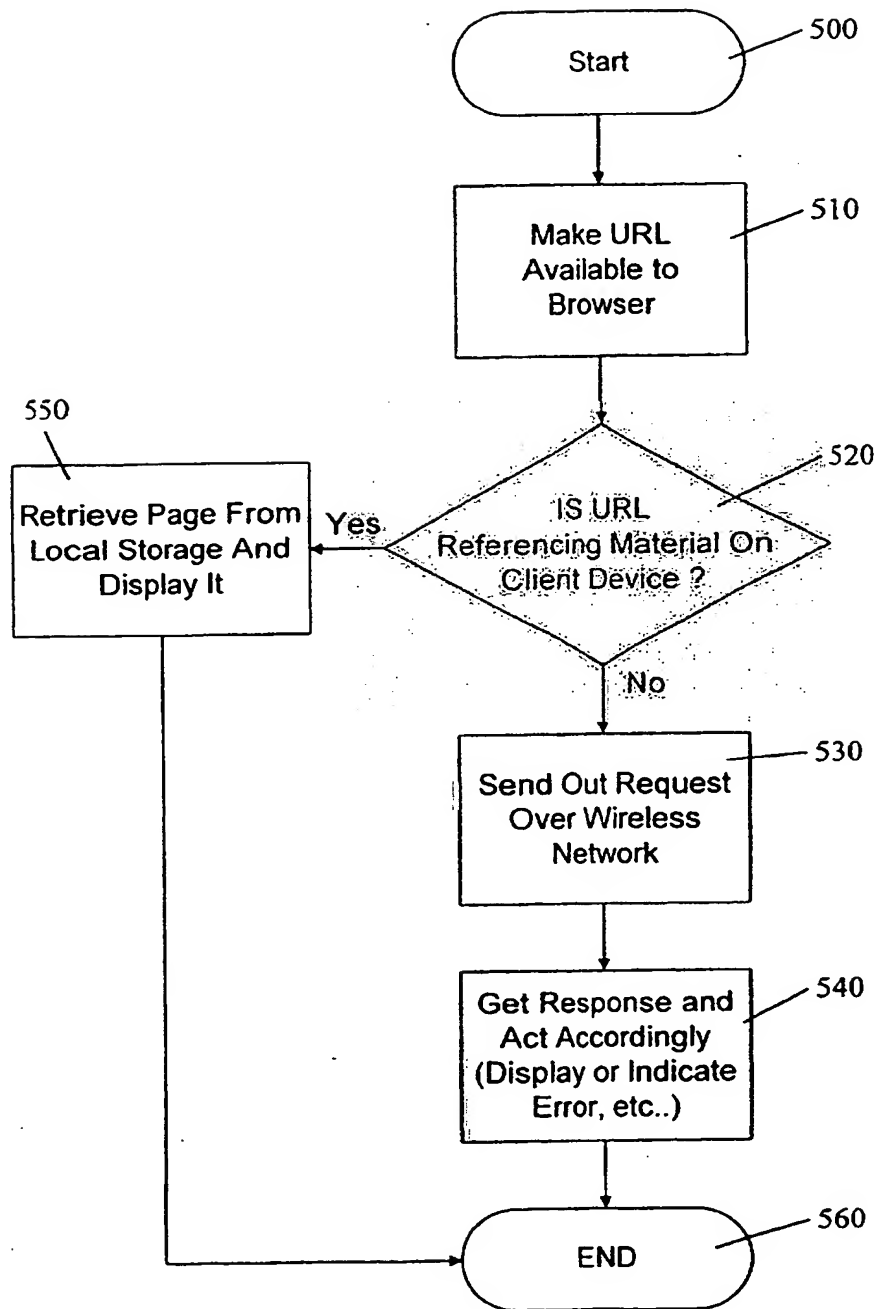 500
Start
510
Make URL
Available to
Browser
520
IS URL
Referencing Material On
Client Device ?
Yes
550
Retrieve Page From
Local Storage And
Display It
No
530
Send Out Request
Over Wireless
Network
540
Get Response and
Act Accordingly
(Display or Indicate
Error, etc..)
560
END